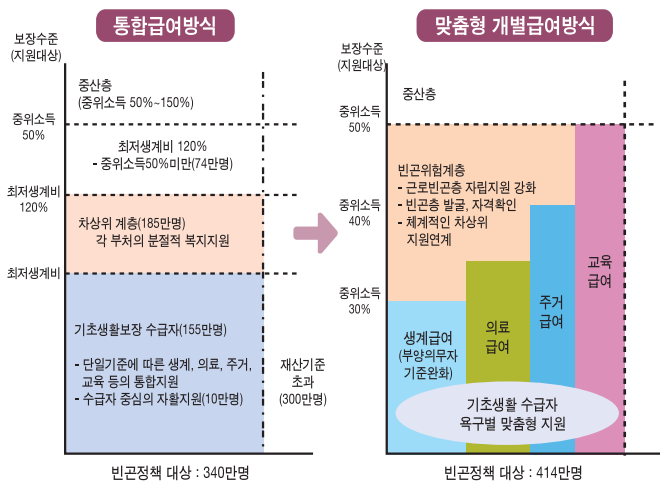 통합급여방식
보장수준
(지원대상)
중산층
(중위소득 50%~150%)
중위소득
50%
최저생계비 120%
- 중위소득50%미만(74만명)
최저생계비
120%
차상위 계층(185만명)
각 부처의 분절적 복지지원
최저생계비
기초생활보장 수급자(155만명)
- 단일기준에 따른 생계, 의료, 주거,
교육 등의 통합지원
- 수급자 중심의 자활지원(10만명)
재산기준
초과
(300만명)
빈곤정책 대상 : 340만명
맞춤형 개별급여방식
보장수준
(지원대상)
중산층
중위소득
50%
빈곤위험계층
- 근로빈곤층 자립지원 강화
- 빈곤층 발굴, 자격확인
- 체계적인 차상위
지원연계
중위소득
40%
중위소득
30%
생계급여
(부양의무자
기준완화)
의료
급여
주거
급여
교육
급여
기초생활 수급자
욕구별 맞춤형 지원
빈곤정책 대상 : 414만명